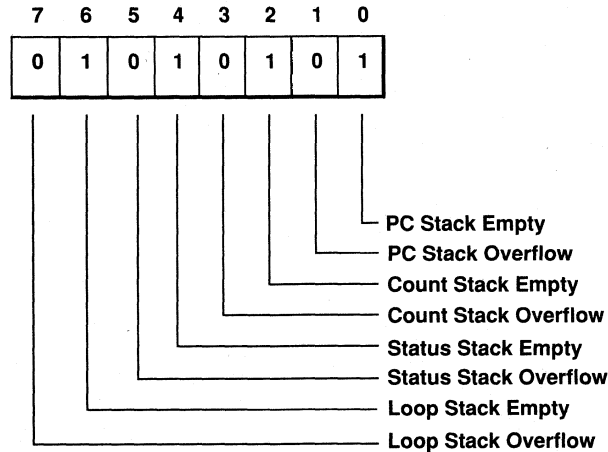 7 6 5 4 3 2 1 0
0 1 0 1 0 1 0 1
PC Stack Empty
PC Stack Overflow
Count Stack Empty
Count Stack Overflow
Status Stack Empty
Status Stack Overflow
Loop Stack Empty
Loop Stack Overflow